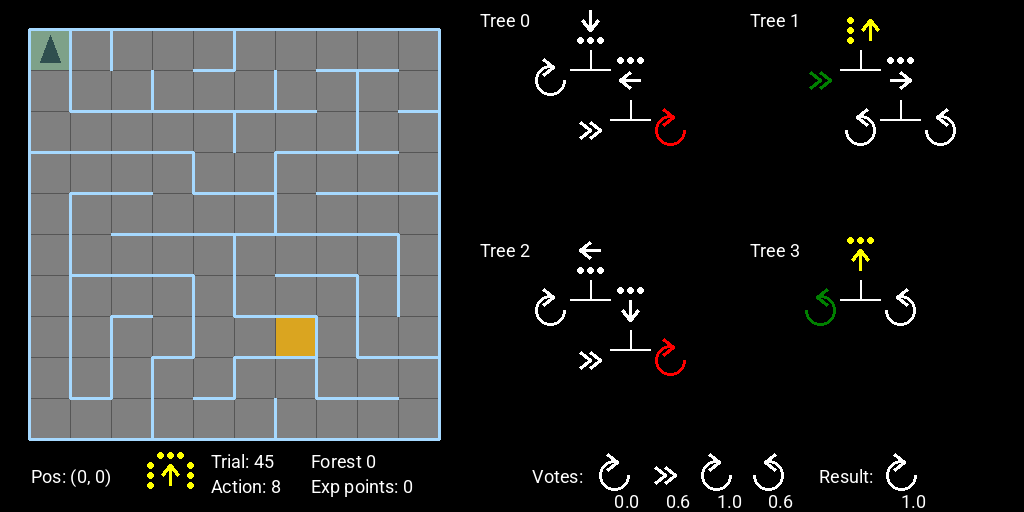 Tree 0
Tree 1
Tree 2
Tree 3
Pos: (0, 0)
Trial: 45
Forest 0
Action: 8
Exp points: 0
Votes:
0.0
0.6
1.0
0.6
Result:
1.0